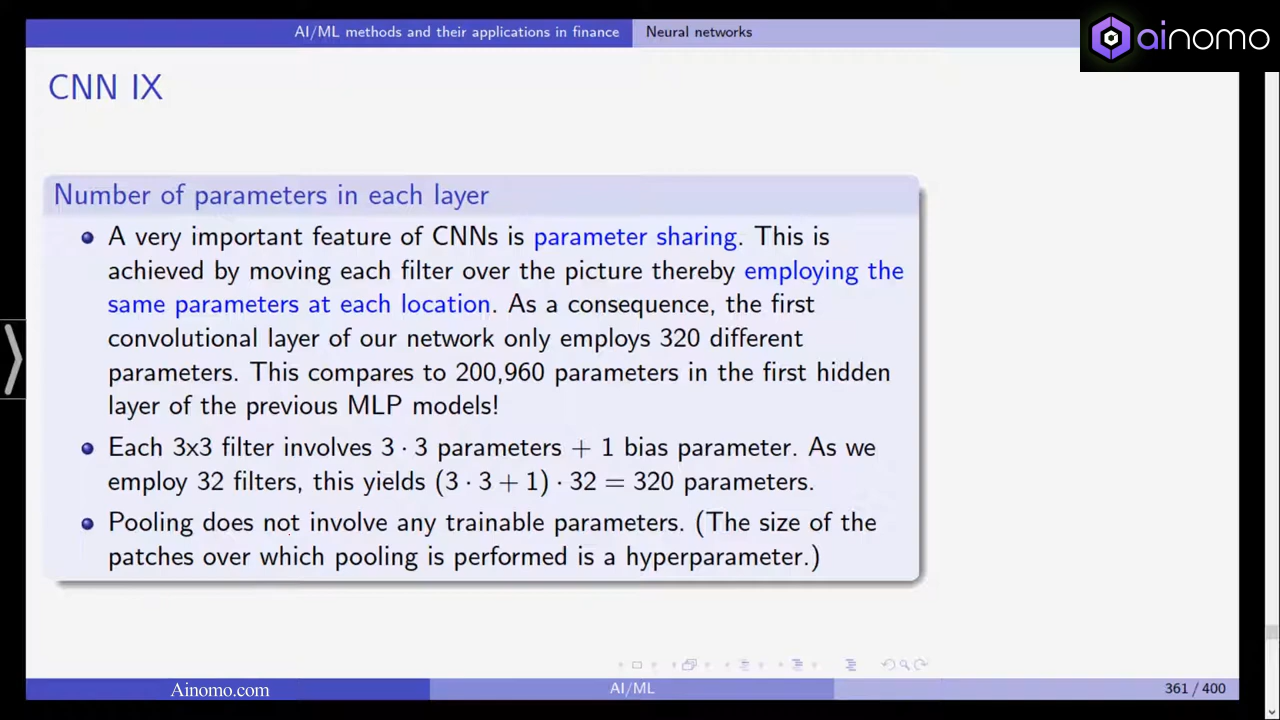 AI/ML methods and their applications in finance
Neural networks
ainomo
CNN IX
Number of parameters in each layer
A very important feature of CNNs is parameter sharing. This is
achieved by moving each filter over the picture thereby employing the
same parameters at each location. As a consequence, the first
convolutional layer of our network only employs 320 different
parameters. This compares to 200,960 parameters in the first hidden
layer of the previous MLP models!
Each 3x3 filter involves 3 · 3 parameters + 1 bias parameter. As we
employ 32 filters, this yields (3 · 3 + 1) · 32 = 320 parameters.
Pooling does not involve any trainable parameters. (The size of the
patches over which pooling is performed is a hyperparameter.)
Ainomo.com
AI/ML
361 / 400